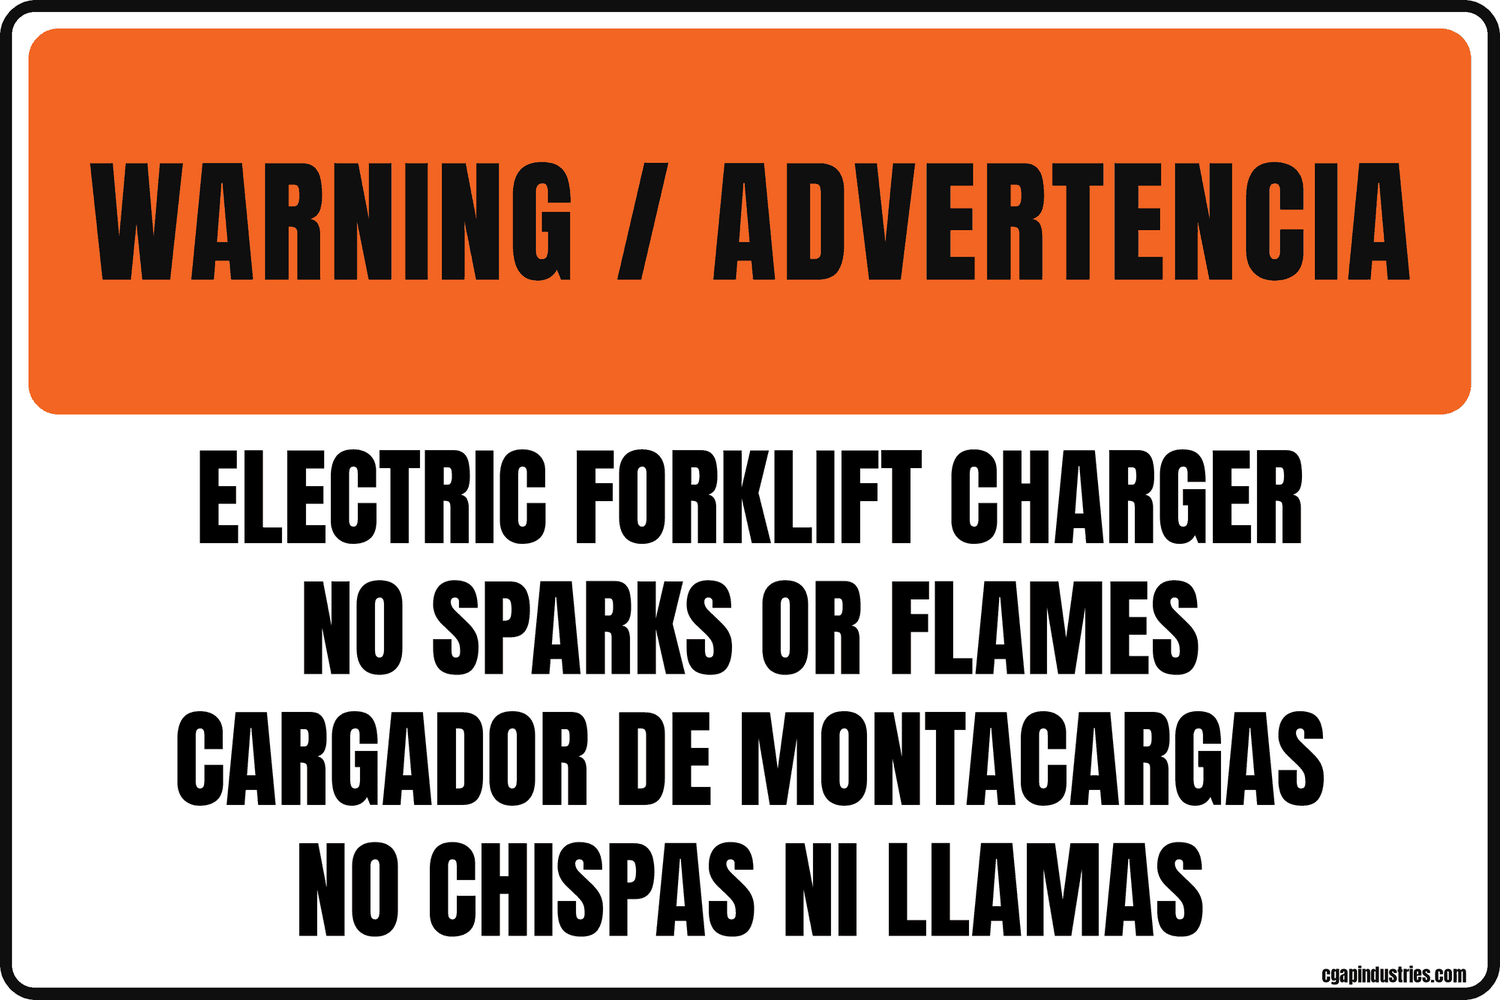 WARNING / ADVERTENCIA
ELECTRIC FORKLIFT CHARGER
NO SPARKS OR FLAMES
CARGADOR DE MONTACARGAS
NO CHISPAS NI LLAMAS
cgapindustries.com